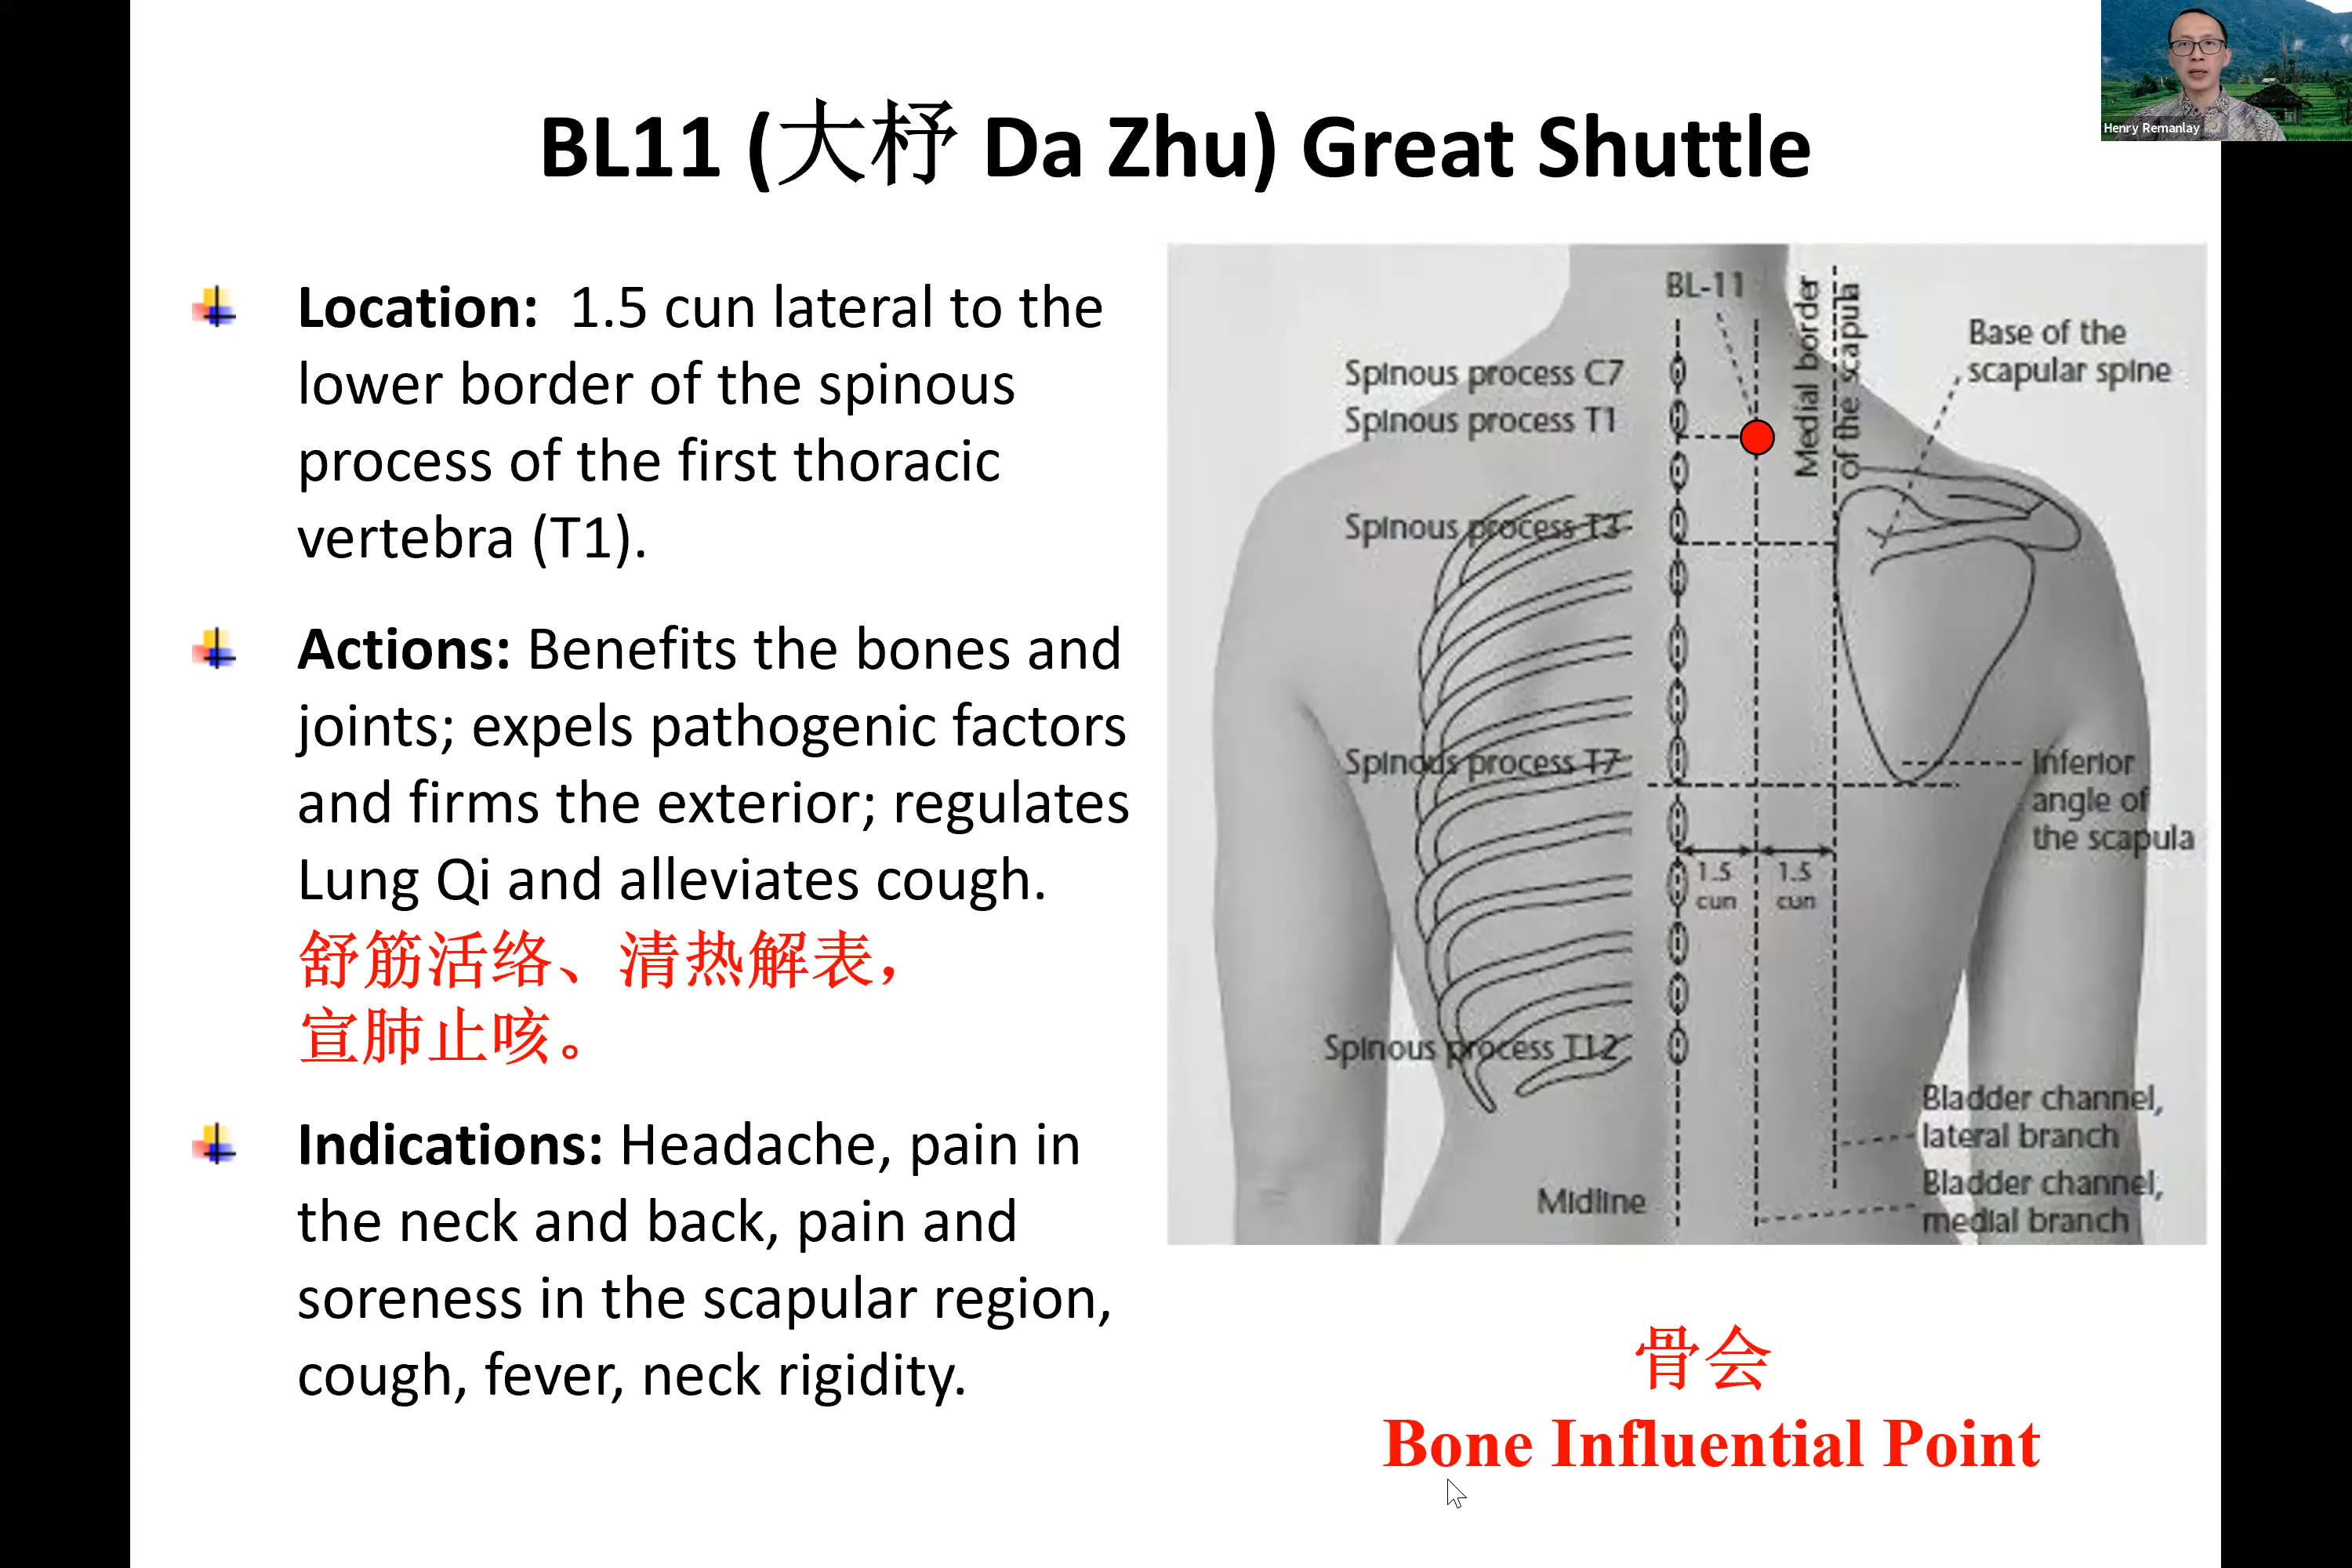 BL11 (大杼 Da Zhu) Great Shuttle
Henry Remanlay
Location: 1.5 cun lateral to the
lower border of the spinous
process of the first thoracic
vertebra (T1).
Actions: Benefits the bones and
joints; expels pathogenic factors
and firms the exterior; regulates
Lung Qi and alleviates cough.
舒筋活络、清热解表，
宣肺止咳。
Indications: Headache, pain in
the neck and back, pain and
soreness in the scapular region,
cough, fever, neck rigidity.
BL-11
Medial border
of the scapula
Base of the
scapular spine
Spinous process C7
Spinous process T1
Spinous process T3
Spinous process T7
Inferior
angle of
the scapula
1.5
cun
1.5
cun
Spinous process T12
Bladder channel,
lateral branch
Bladder channel,
medial branch
Midline
骨会
Bone Influential Point